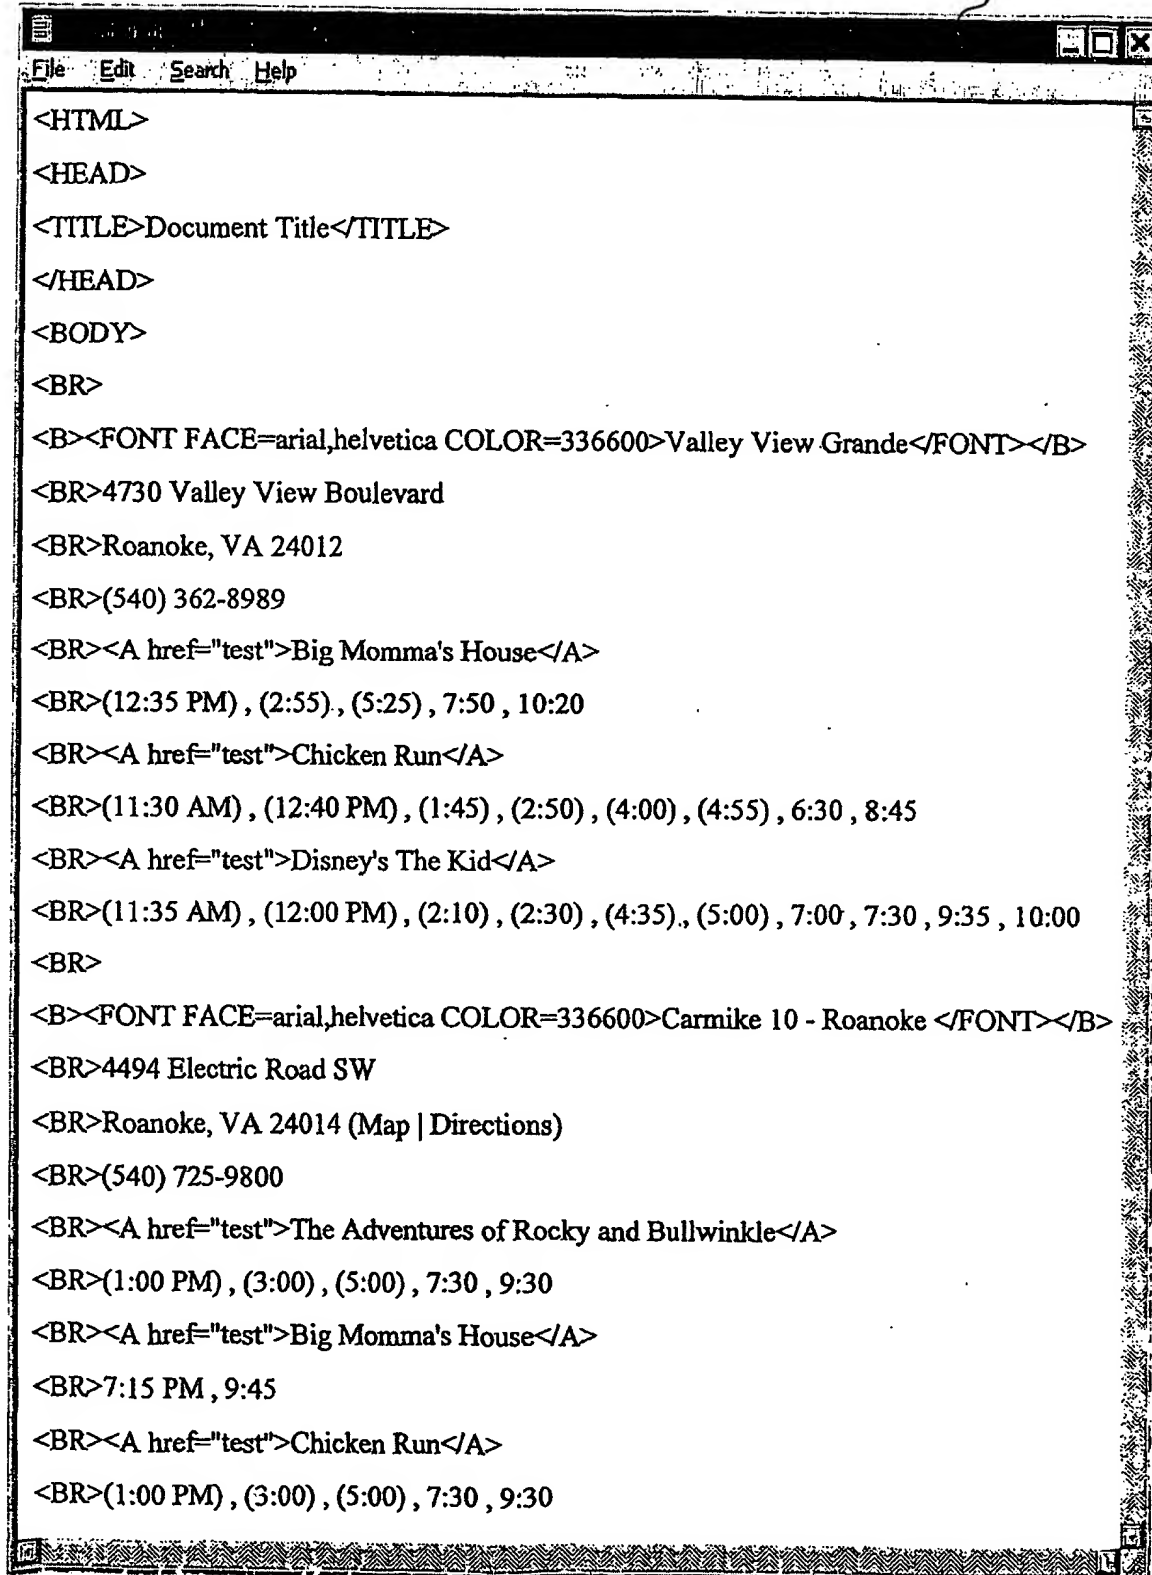 File Edit Search Help
<HTML>
<HEAD>
<TITLE>Document Title</TITLE>
</HEAD>
<BODY>
<BR>
<B><FONT FACE=arial,helvetica COLOR=336600>Valley View Grande</FONT></B>
<BR>4730 Valley View Boulevard
<BR>Roanoke, VA 24012
<BR>(540) 362-8989
<BR><A href="test">Big Momma's House</A>
<BR>(12:35 PM) , (2:55) , (5:25) , 7:50 , 10:20
<BR><A href="test">Chicken Run</A>
<BR>(11:30 AM) , (12:40 PM) , (1:45) , (2:50) , (4:00) , (4:55) , 6:30 , 8:45
<BR><A href="test">Disney's The Kid</A>
<BR>(11:35 AM) , (12:00 PM) , (2:10) , (2:30) , (4:35) , (5:00) , 7:00 , 7:30 , 9:35 , 10:00
<BR>
<B><FONT FACE=arial,helvetica COLOR=336600>Carmike 10 - Roanoke </FONT></B>
<BR>4494 Electric Road SW
<BR>Roanoke, VA 24014 (Map | Directions)
<BR>(540) 725-9800
<BR><A href="test">The Adventures of Rocky and Bullwinkle</A>
<BR>(1:00 PM) , (3:00) , (5:00) , 7:30 , 9:30
<BR><A href="test">Big Momma's House</A>
<BR>7:15 PM , 9:45
<BR><A href="test">Chicken Run</A>
<BR>(1:00 PM) , (3:00) , (5:00) , 7:30 , 9:30